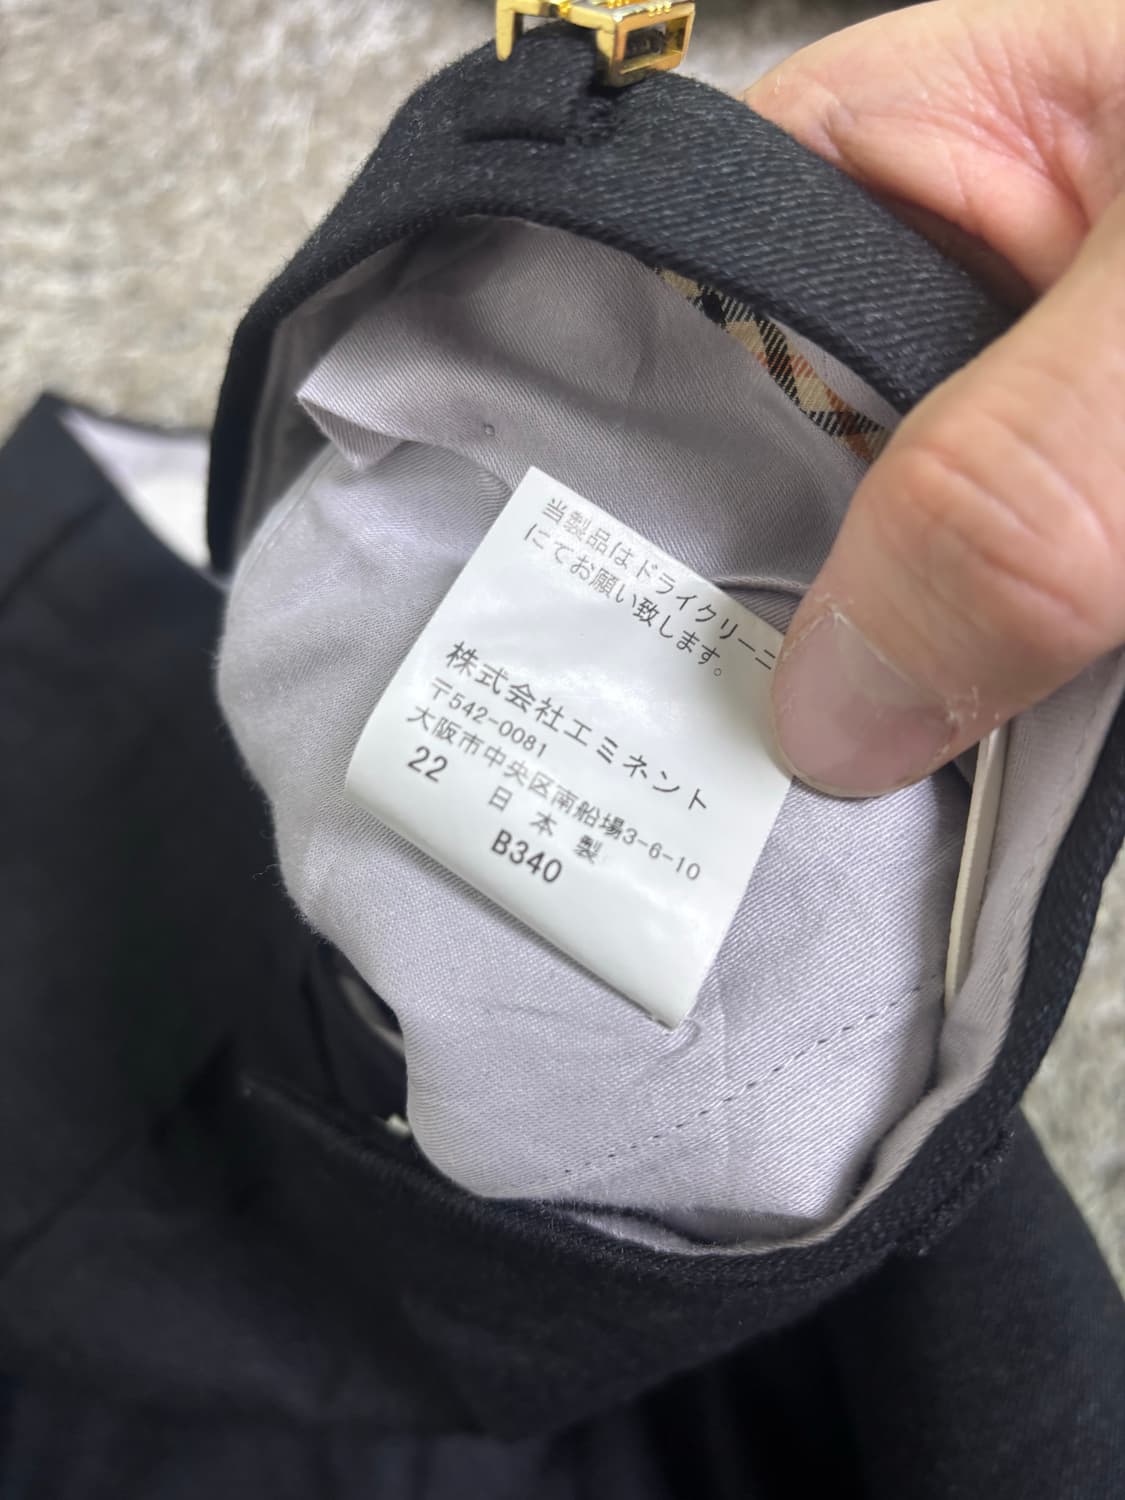 当製品はドライクリーニ
にてお願い致します。
株式会社エミネント
〒542-0081
大阪市中央区南船場3-6-10
22 日本製
B340